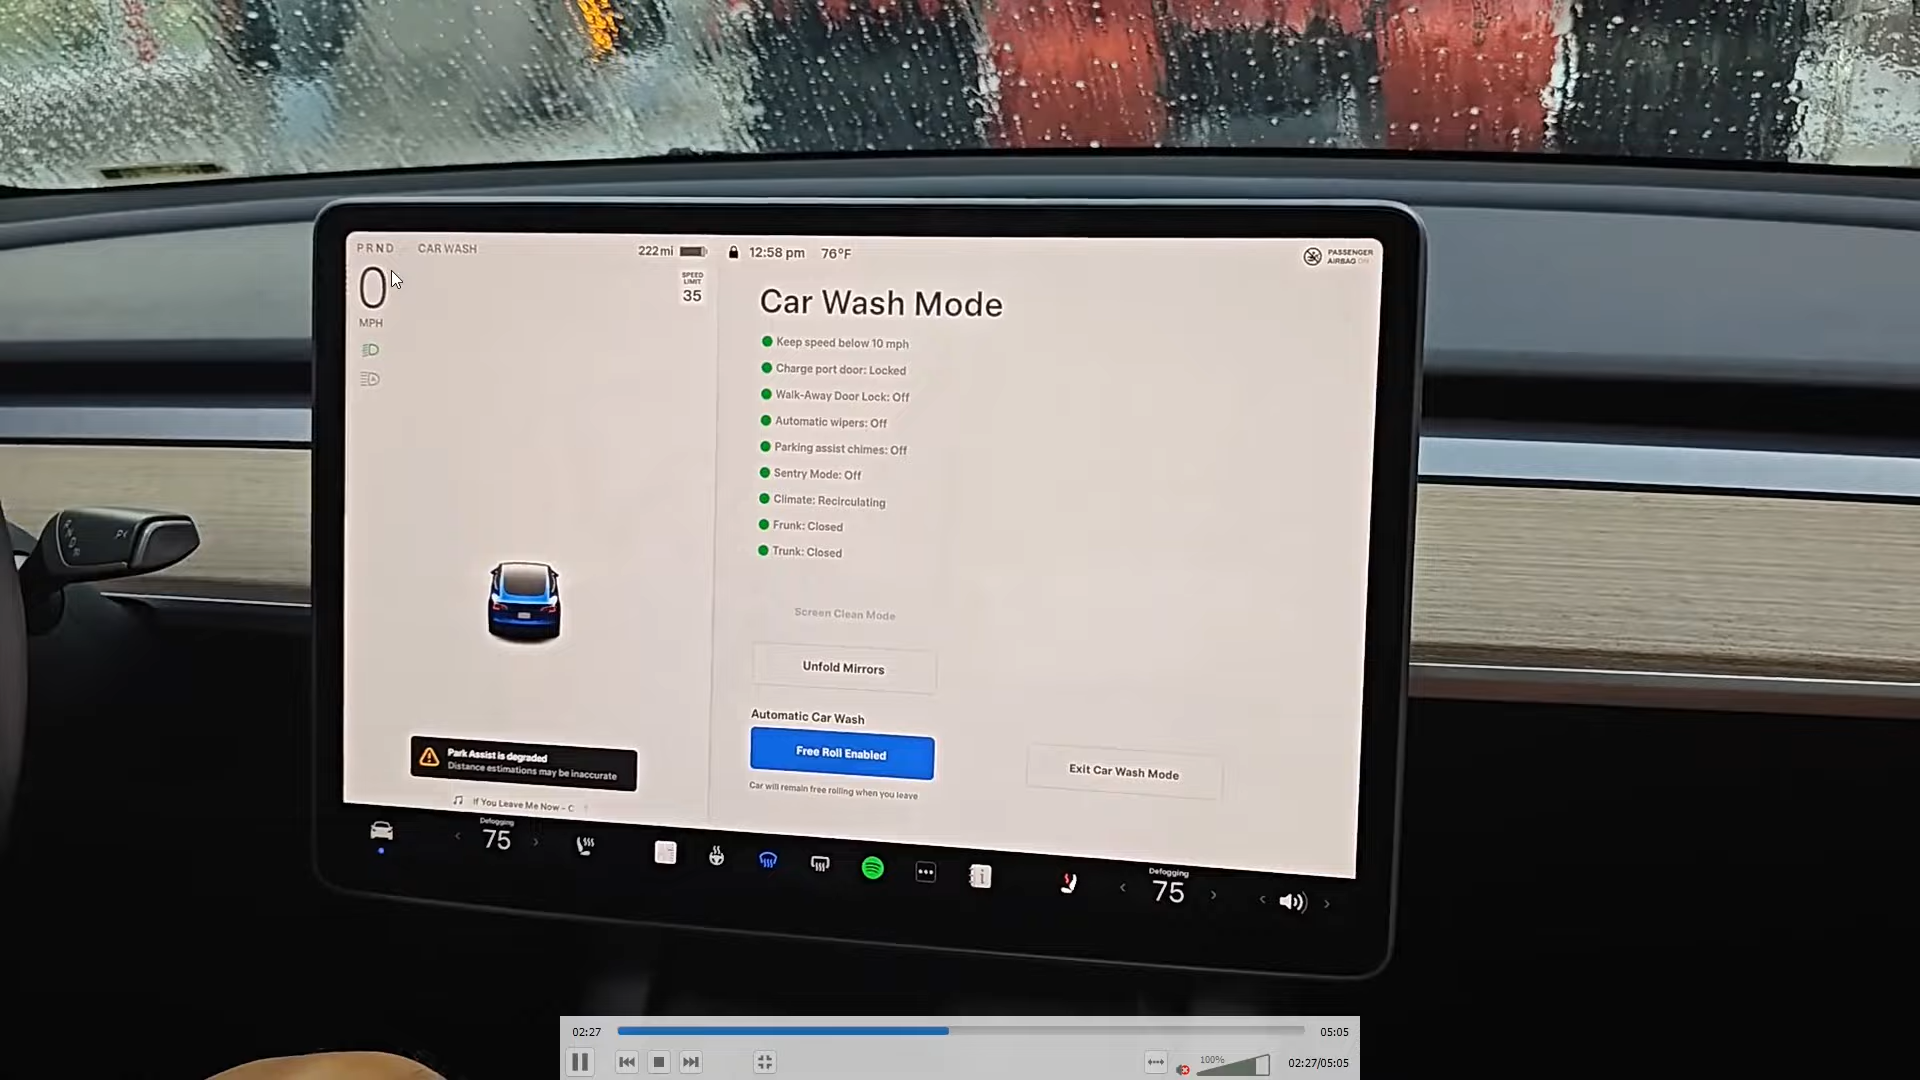 PRND CAR WASH 222 mi 12:58 pm 76°F PASSENGER
AIRBAG ON
0
MPH
SPEED
LIMIT
35
Car Wash Mode
Keep speed below 10 mph
Charge port door: Locked
Walk-Away Door Lock: Off
Automatic wipers: Off
Parking assist chimes: Off
Sentry Mode: Off
Climate: Recirculating
Frunk: Closed
Trunk: Closed
Screen Clean Mode
Unfold Mirrors
Automatic Car Wash
Free Roll Enabled
Car will remain free rolling when you leave
Exit Car Wash Mode
Park Assist is degraded
Distance estimations may be inaccurate
If You Leave Me Now - C
Defogging
75
Defogging
75
02:27 05:05
100%
02:27/05:05